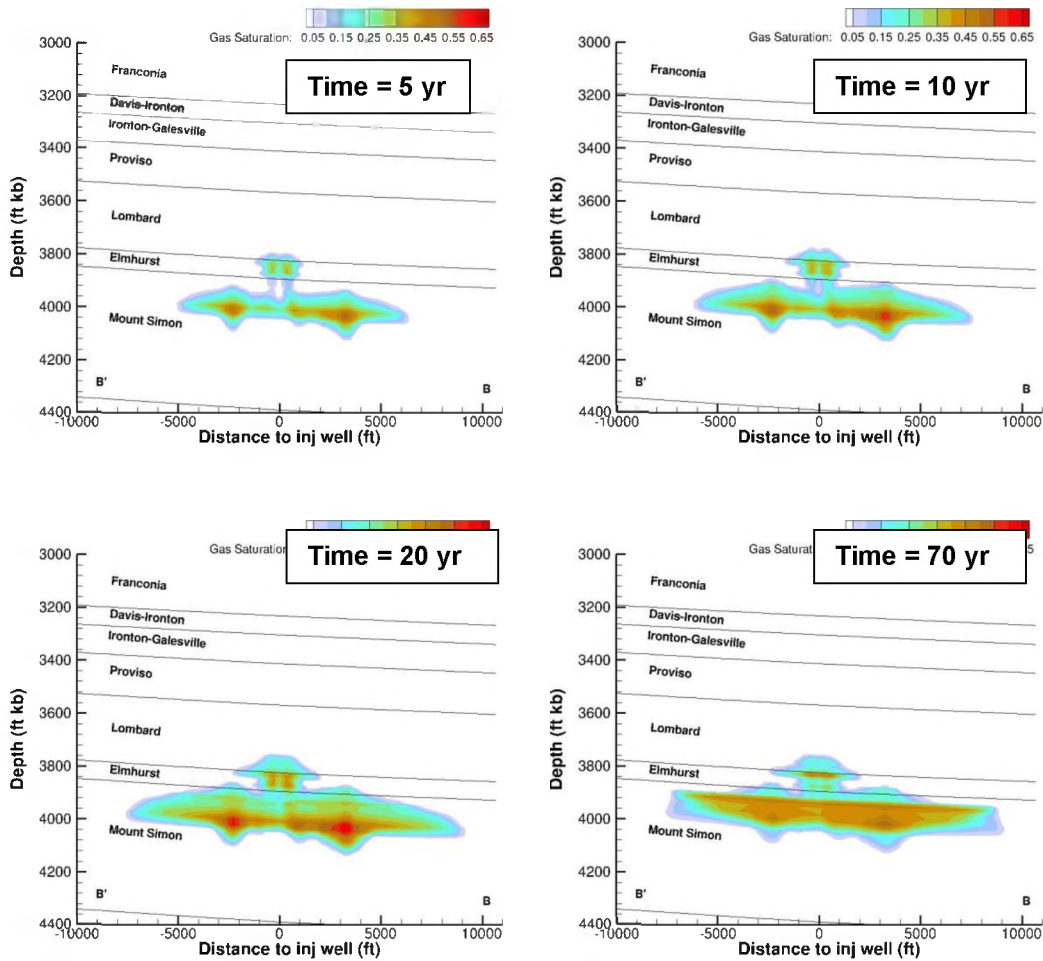 Gas Saturation: 0.05 0.15 0.25 0.35 0.45 0.55 0.65
Time = 5 yr
3000
3200
3400
3600
3800
4000
4200
4400
Depth (ft kb)
Franconia
Davis-Ironton
Ironton-Galesville
Proviso
Lombard
Elmhurst
Mount Simon
B' B
-10000 -5000 0 5000 10000
Distance to inj well (ft)
Gas Saturation: 0.05 0.15 0.25 0.35 0.45 0.55 0.65
Time = 10 yr
3000
3200
3400
3600
3800
4000
4200
4400
Depth (ft kb)
Franconia
Davis-Ironton
Ironton-Galesville
Proviso
Lombard
Elmhurst
Mount Simon
B' B
-10000 -5000 0 5000 10000
Distance to inj well (ft)
Gas Saturation
Time = 20 yr
3000
3200
3400
3600
3800
4000
4200
4400
Depth (ft kb)
Franconia
Davis-Ironton
Ironton-Galesville
Proviso
Lombard
Elmhurst
Mount Simon
B' B
-10000 -5000 0 5000 10000
Distance to inj well (ft)
Gas Saturat 5
Time = 70 yr
3000
3200
3400
3600
3800
4000
4200
4400
Depth (ft kb)
Franconia
Davis-Ironton
Ironton-Galesville
Proviso
Lombard
Elmhurst
Mount Simon
B' B
-10000 -5000 0 5000 10000
Distance to inj well (ft)